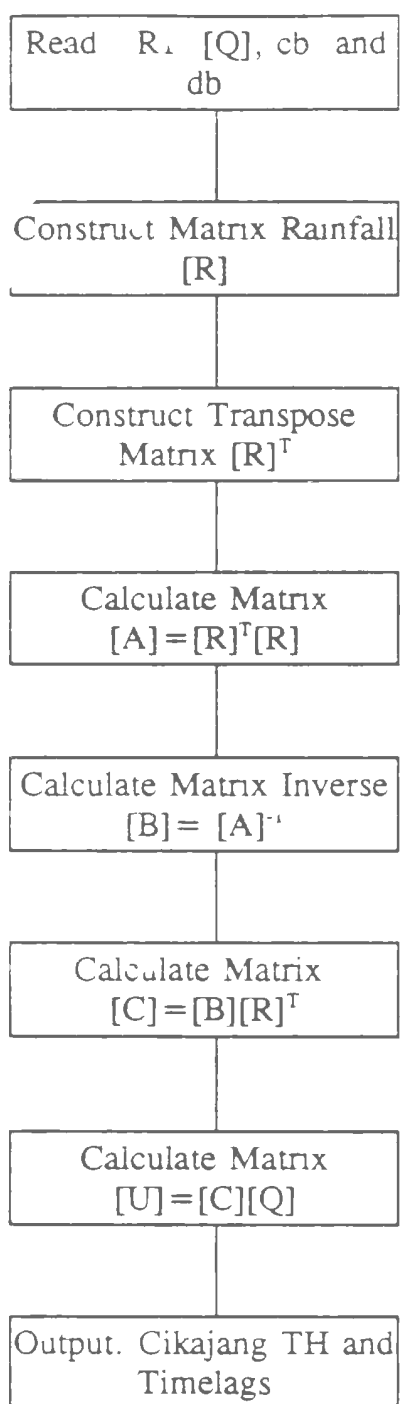 Read R [Q], cb and
db
Construct Matrix Rainfall
[R]
Construct Transpose
Matrix [R]ᵀ
Calculate Matrix
[A]=[R]ᵀ[R]
Calculate Matrix Inverse
[B]= [A]⁻¹
Calculate Matrix
[C]=[B][R]ᵀ
Calculate Matrix
[U]=[C][Q]
Output. Cikajang TH and
Timelags